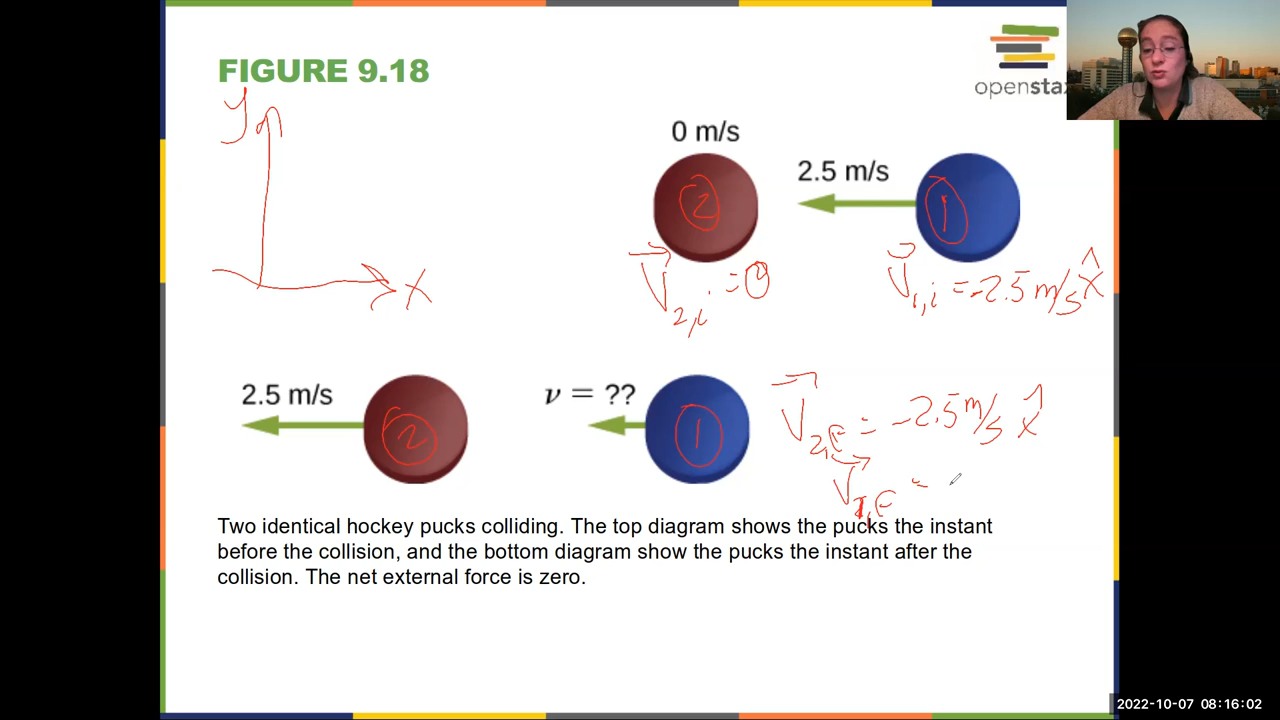 FIGURE 9.18
openstax
y
x
0 m/s
2.5 m/s
2
1
V⃗2,i = 0
V⃗1,i = -2.5 m/s x̂
2.5 m/s
ν = ??
2
1
V⃗2,F = -2.5 m/s x̂
V⃗1,F =
Two identical hockey pucks colliding. The top diagram shows the pucks the instant
before the collision, and the bottom diagram show the pucks the instant after the
collision. The net external force is zero.
2022-10-07 08:16:02